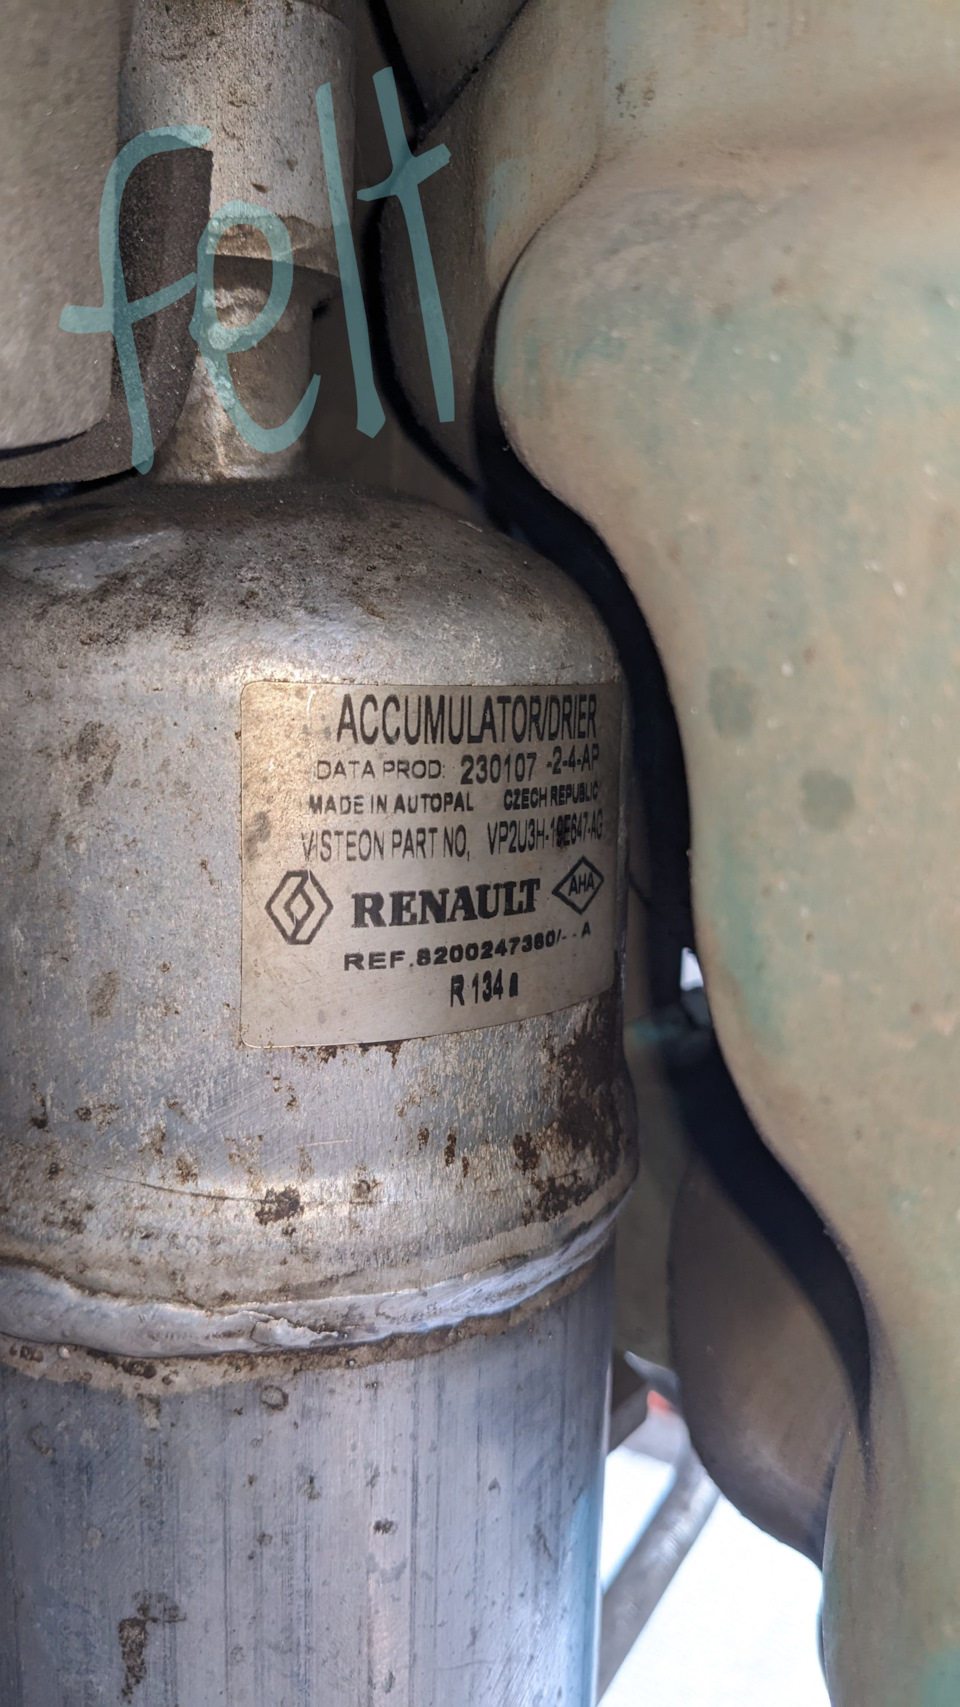 felt
ACCUMULATOR/DRIER
DATA PROD: 230107 -2-4-AP
MADE IN AUTOPAL CZECH REPUBLIC
VISTEON PART NO, VP2U3H-19E647-AG
RENAULT AHA
REF.8200247360/--A
R 134 a